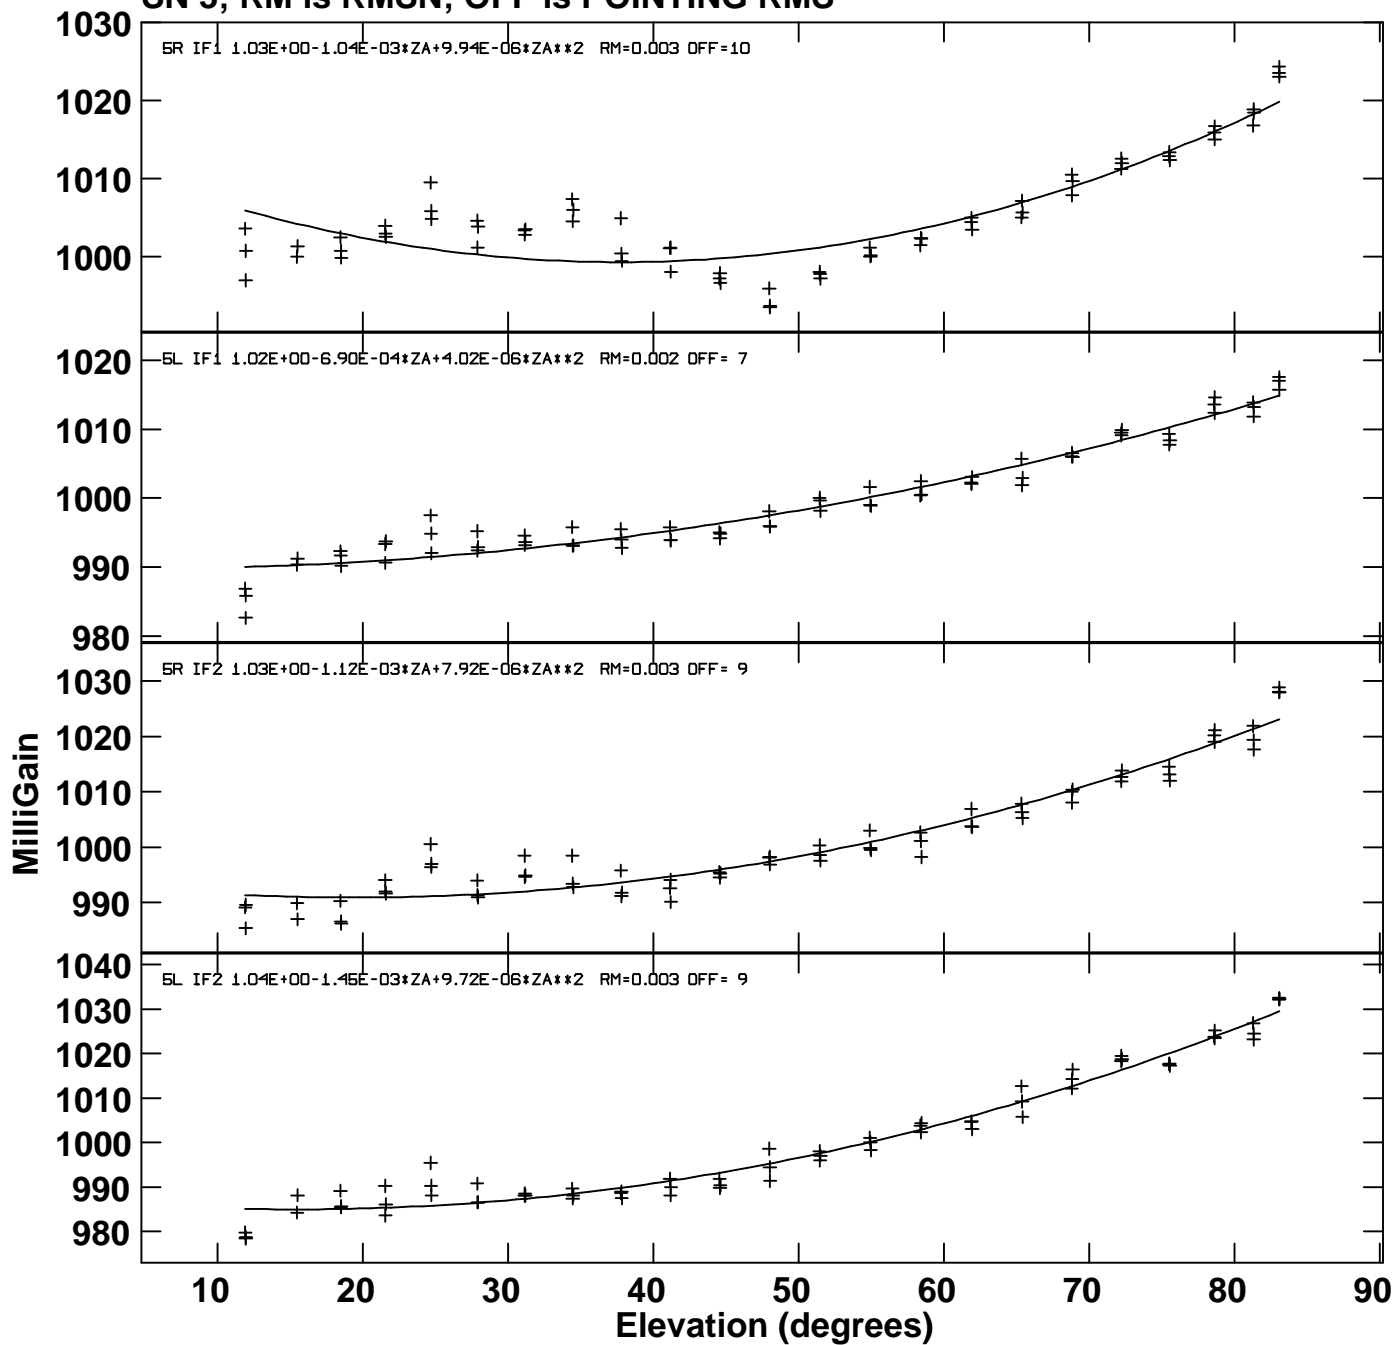 SN 5; RM is RMSN, OFF is POINTING RMS
1030
5R IF1 1.03E+00-1.04E-03*ZA+9.94E-06*ZA**2 RM=0.003 OFF=10
1020
1010
1000
1020
5L IF1 1.02E+00-6.90E-04*ZA+4.02E-06*ZA**2 RM=0.002 OFF= 7
1010
1000
990
980
5R IF2 1.03E+00-1.12E-03*ZA+7.92E-06*ZA**2 RM=0.003 OFF= 9
1030
1020
1010
1000
990
MilliGain
1040
5L IF2 1.04E+00-1.45E-03*ZA+9.72E-06*ZA**2 RM=0.003 OFF= 9
1030
1020
1010
1000
990
980
10 20 30 40 50 60 70 80 90
Elevation (degrees)